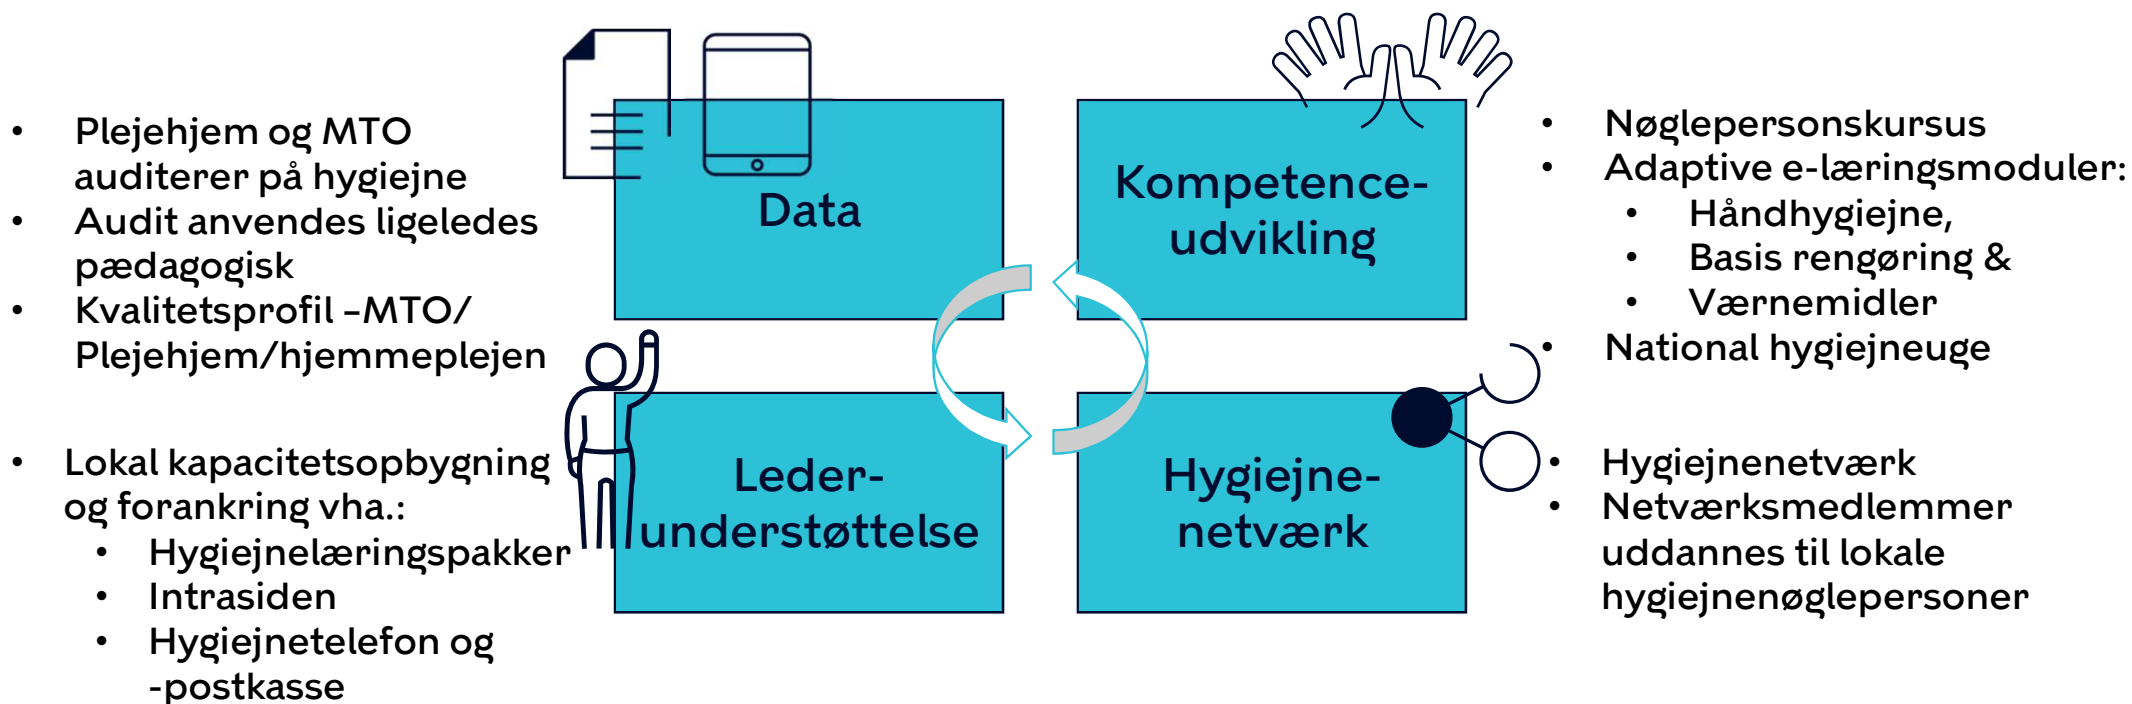 • Plejehjem og MTO
auditerer på hygiejne
• Audit anvendes ligeledes
pædagogisk
• Kvalitetsprofil –MTO/
Plejehjem/hjemmeplejen
Data
Kompetence-
udvikling
• Nøglepersonskursus
• Adaptive e-læringsmoduler:
• Håndhygiejne,
• Basis rengøring &
• Værnemidler
• National hygiejneuge
• Lokal kapacitetsopbygning
og forankring vha.:
• Hygiejnelæringspakker
• Intrasiden
• Hygiejnetelefon og
-postkasse
Leder-
understøttelse
Hygiejne-
netværk
• Hygiejnenetværk
• Netværksmedlemmer
uddannes til lokale
hygiejnenøglepersoner